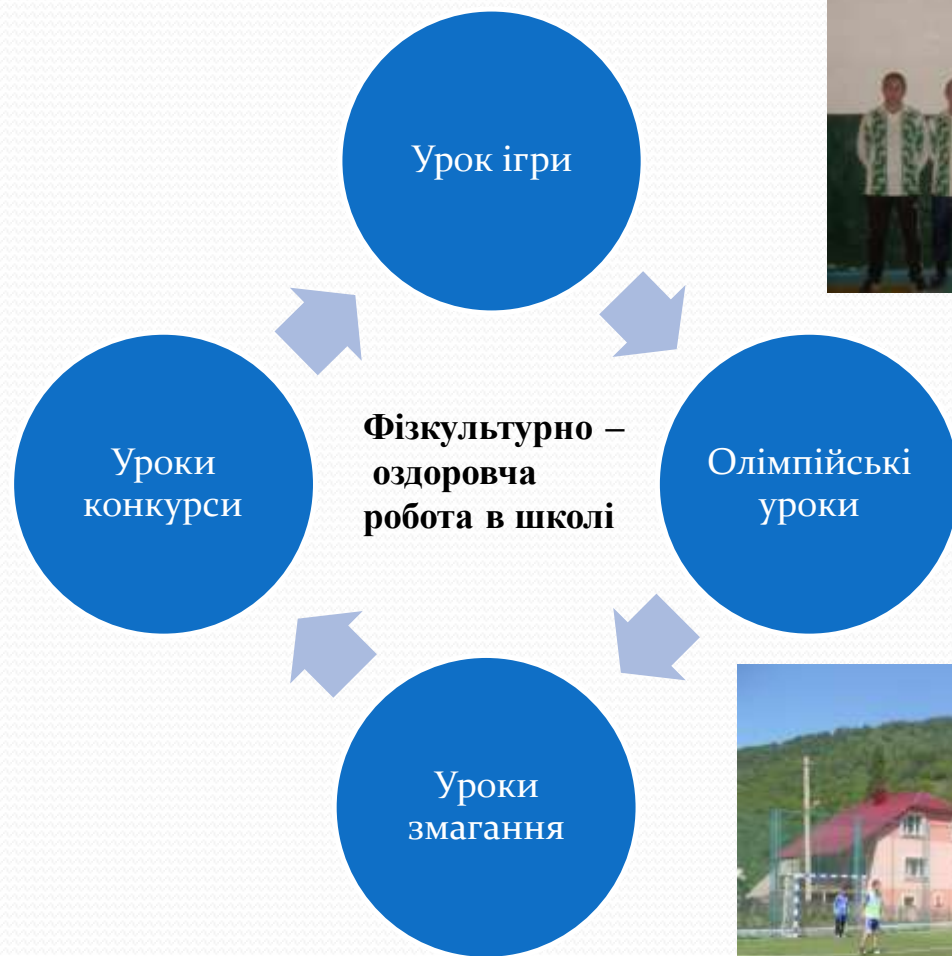 Урок ігри
Фізкультурно –
оздоровча
робота в школі
Олімпійські
уроки
Уроки
змагання
Уроки
конкурси